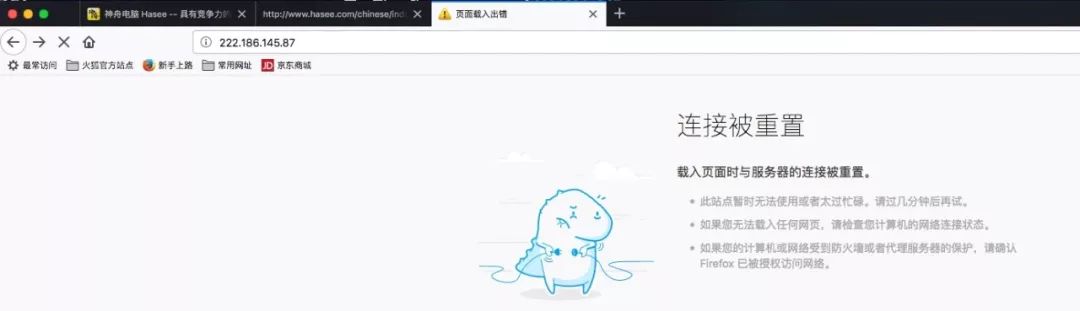 神舟电脑 Hasee -- 具有竞争力的
http://www.hasee.com/chinese/ind
页面载入出错
222.186.145.87
最常访问
火狐官方站点
新手上路
常用网址
JD 京东商城
连接被重置
载入页面时与服务器的连接被重置。
• 此站点暂时无法使用或者太过忙碌。请过几分钟后再试。
• 如果您无法载入任何网页，请检查您计算机的网络连接状态。
• 如果您的计算机或网络受到防火墙或者代理服务器的保护，请确认
Firefox 已被授权访问网络。